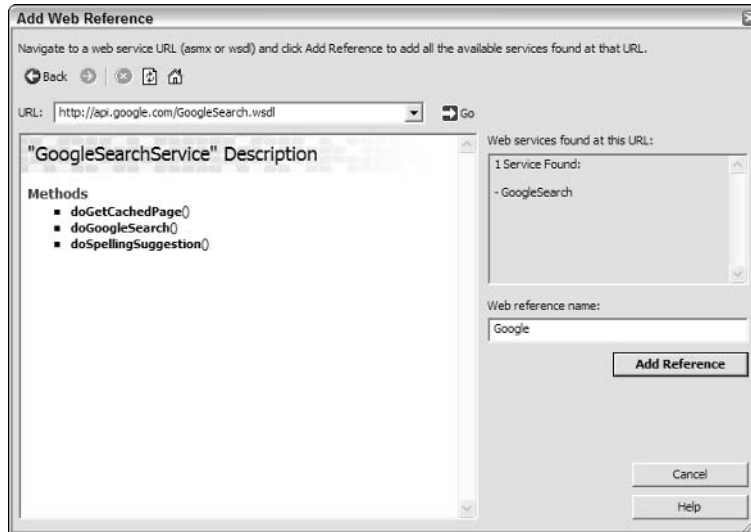 Add Web Reference
Navigate to a web service URL (asmx or wsdl) and click Add Reference to add all the available services found at that URL.
Back
URL: http://api.google.com/GoogleSearch.wsdl Go
"GoogleSearchService" Description
Methods
doGetCachedPage()
doGoogleSearch()
doSpellingSuggestion()
Web services found at this URL:
1 Service Found:
- GoogleSearch
Web reference name:
Google
Add Reference
Cancel
Help